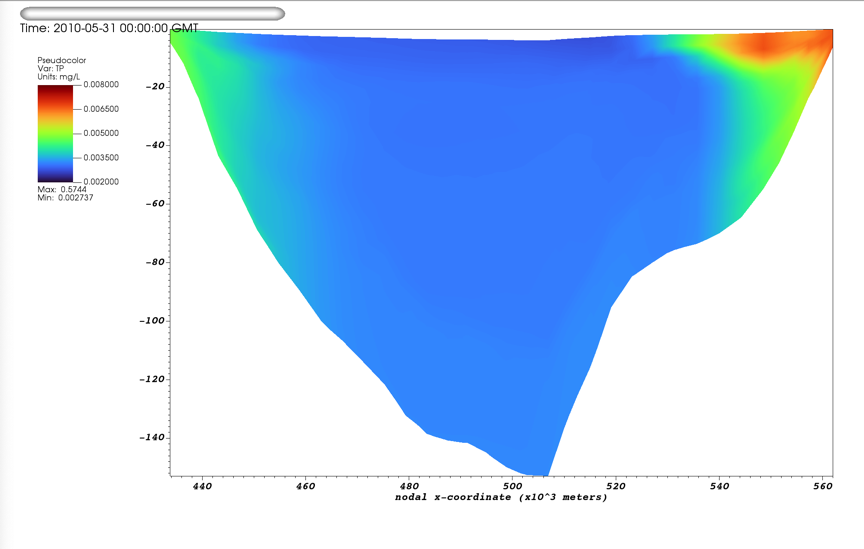 Time: 2010-05-31 00:00:00 GMT
Pseudocolor
Var: TP
Units: mg/L
0.008000
0.006500
0.005000
0.003500
0.002000
Max: 0.5744
Min: 0.002737
-20
-40
-60
-80
-100
-120
-140
440 460 480 500 520 540 560
nodal x-coordinate (x10^3 meters)